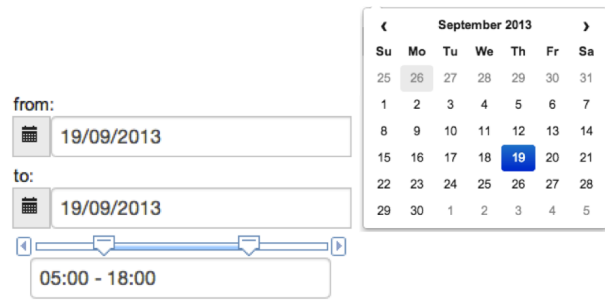 from:
19/09/2013
to:
19/09/2013
05:00 - 18:00
‹ September 2013 ›
Su Mo Tu We Th Fr Sa
25 26 27 28 29 30 31
1 2 3 4 5 6 7
8 9 10 11 12 13 14
15 16 17 18 19 20 21
22 23 24 25 26 27 28
29 30 1 2 3 4 5